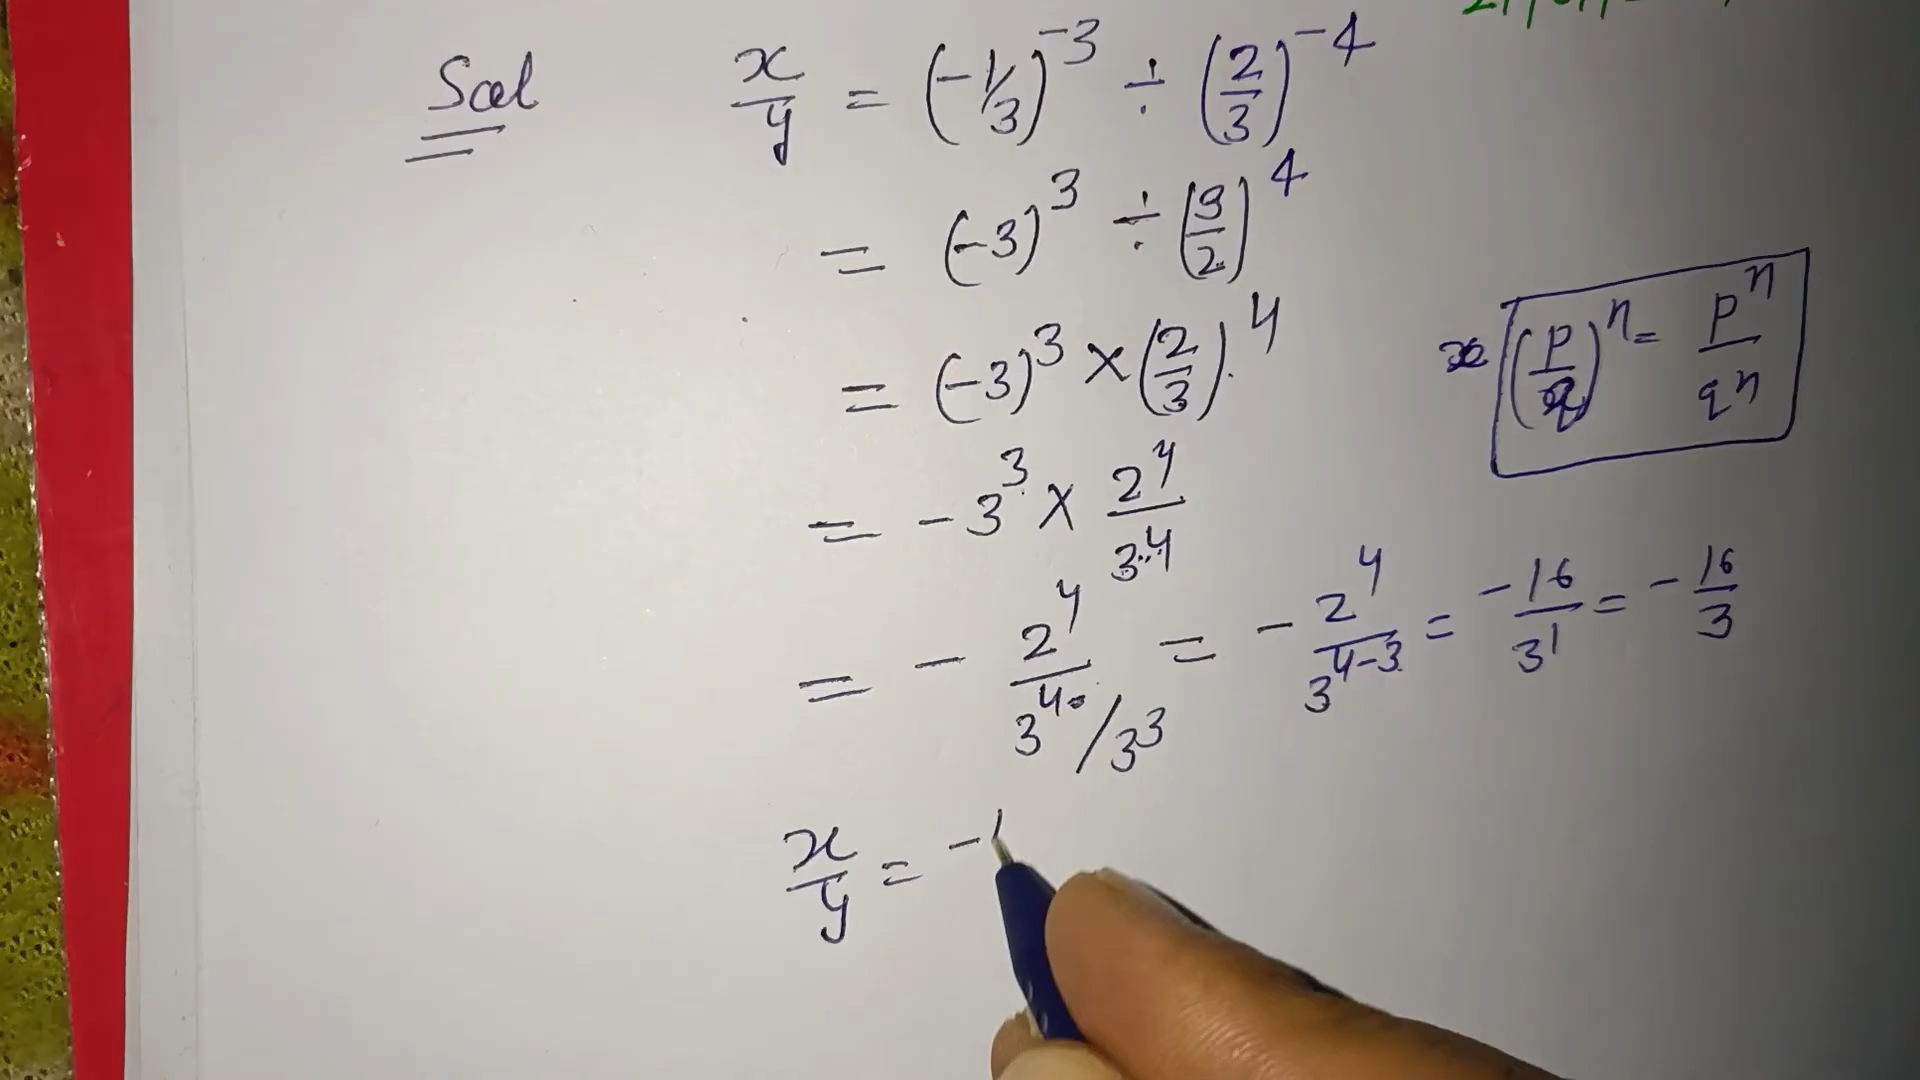 Sol x/y = (-1/3)^-3 ÷ (2/3)^-4
= (-3)^3 ÷ (3/2)^4
= (-3)^3 × (2/3)^4
(p/q)^n = p^n/q^n
= -3^3 × 2^4/3^4
= - 2^4/3^4/3^3 = - 2^4/3^4-3 = -16/3^1 = - 16/3
x/y = -1